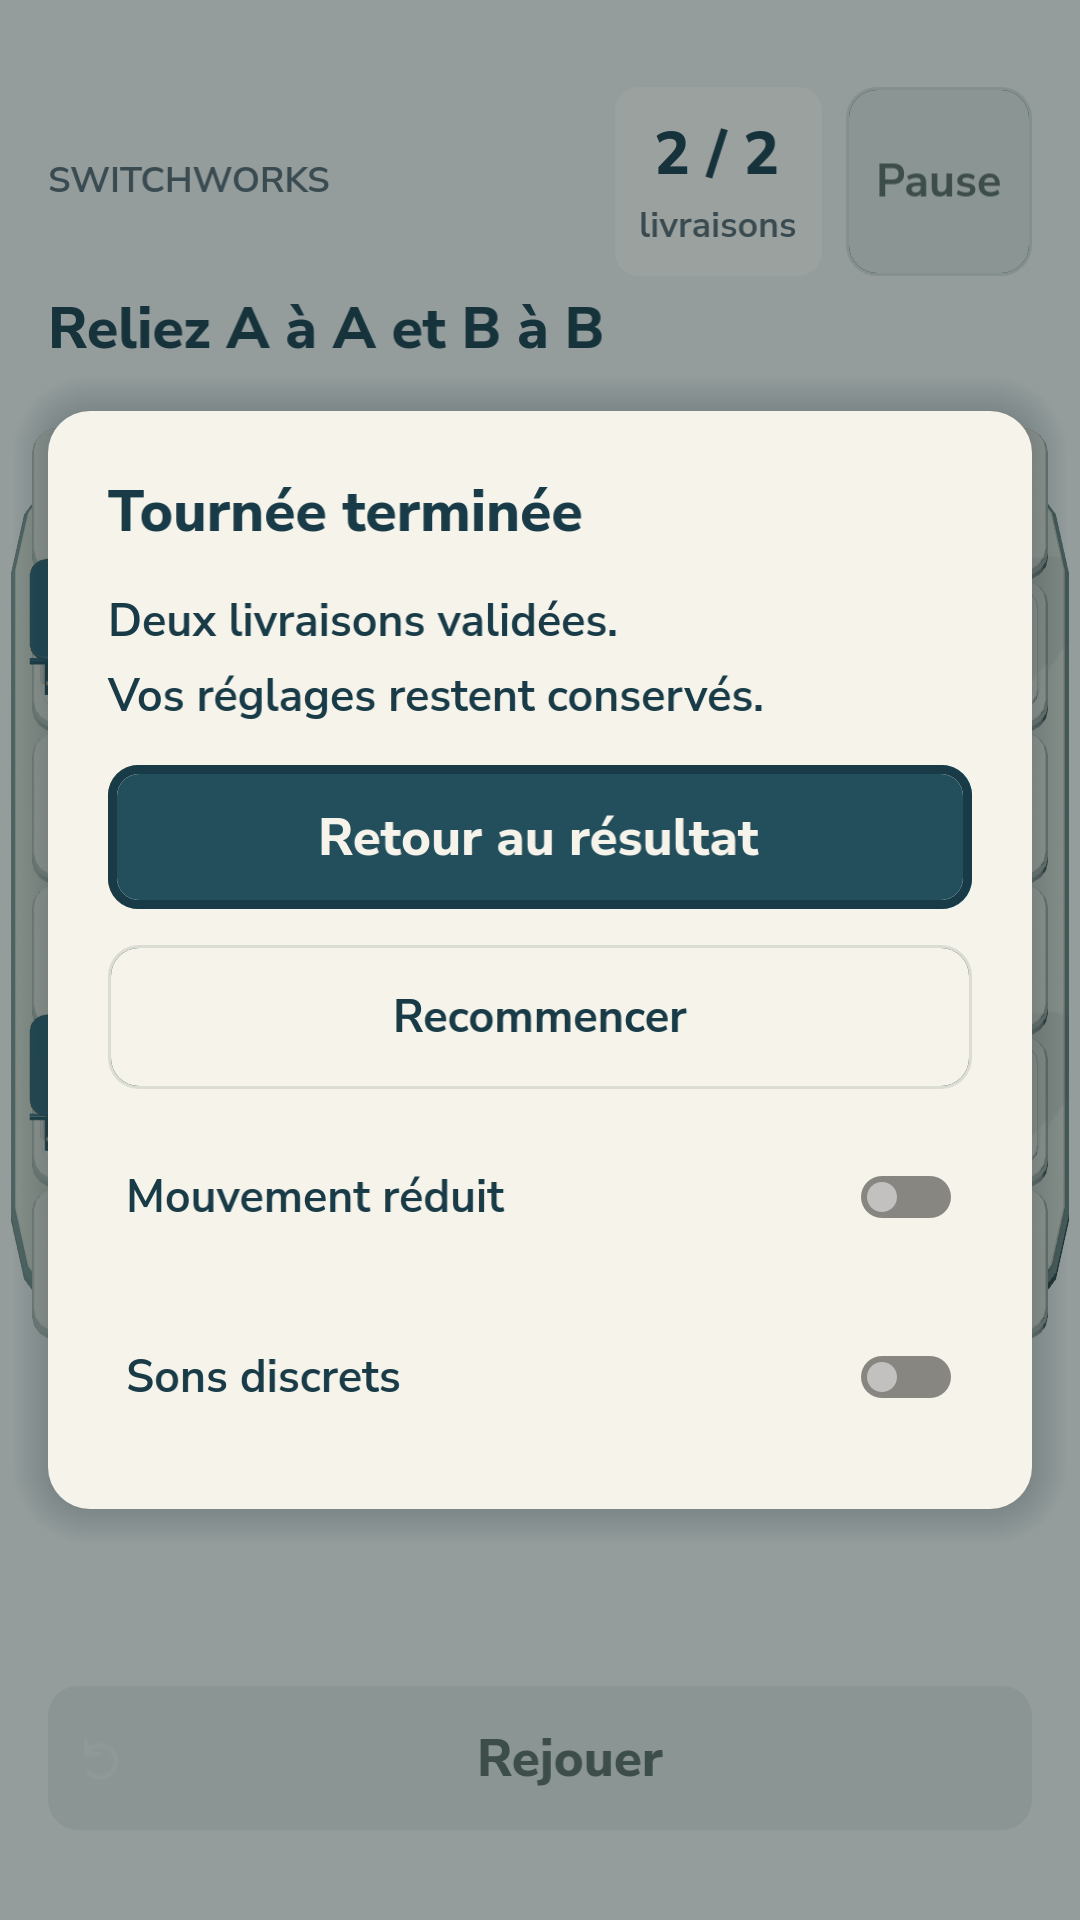 SWITCHWORKS
2 / 2
livraisons
Pause
Reliez A à A et B à B
Tournée terminée
Deux livraisons validées.
Vos réglages restent conservés.
Retour au résultat
Recommencer
Mouvement réduit
Sons discrets
Rejouer